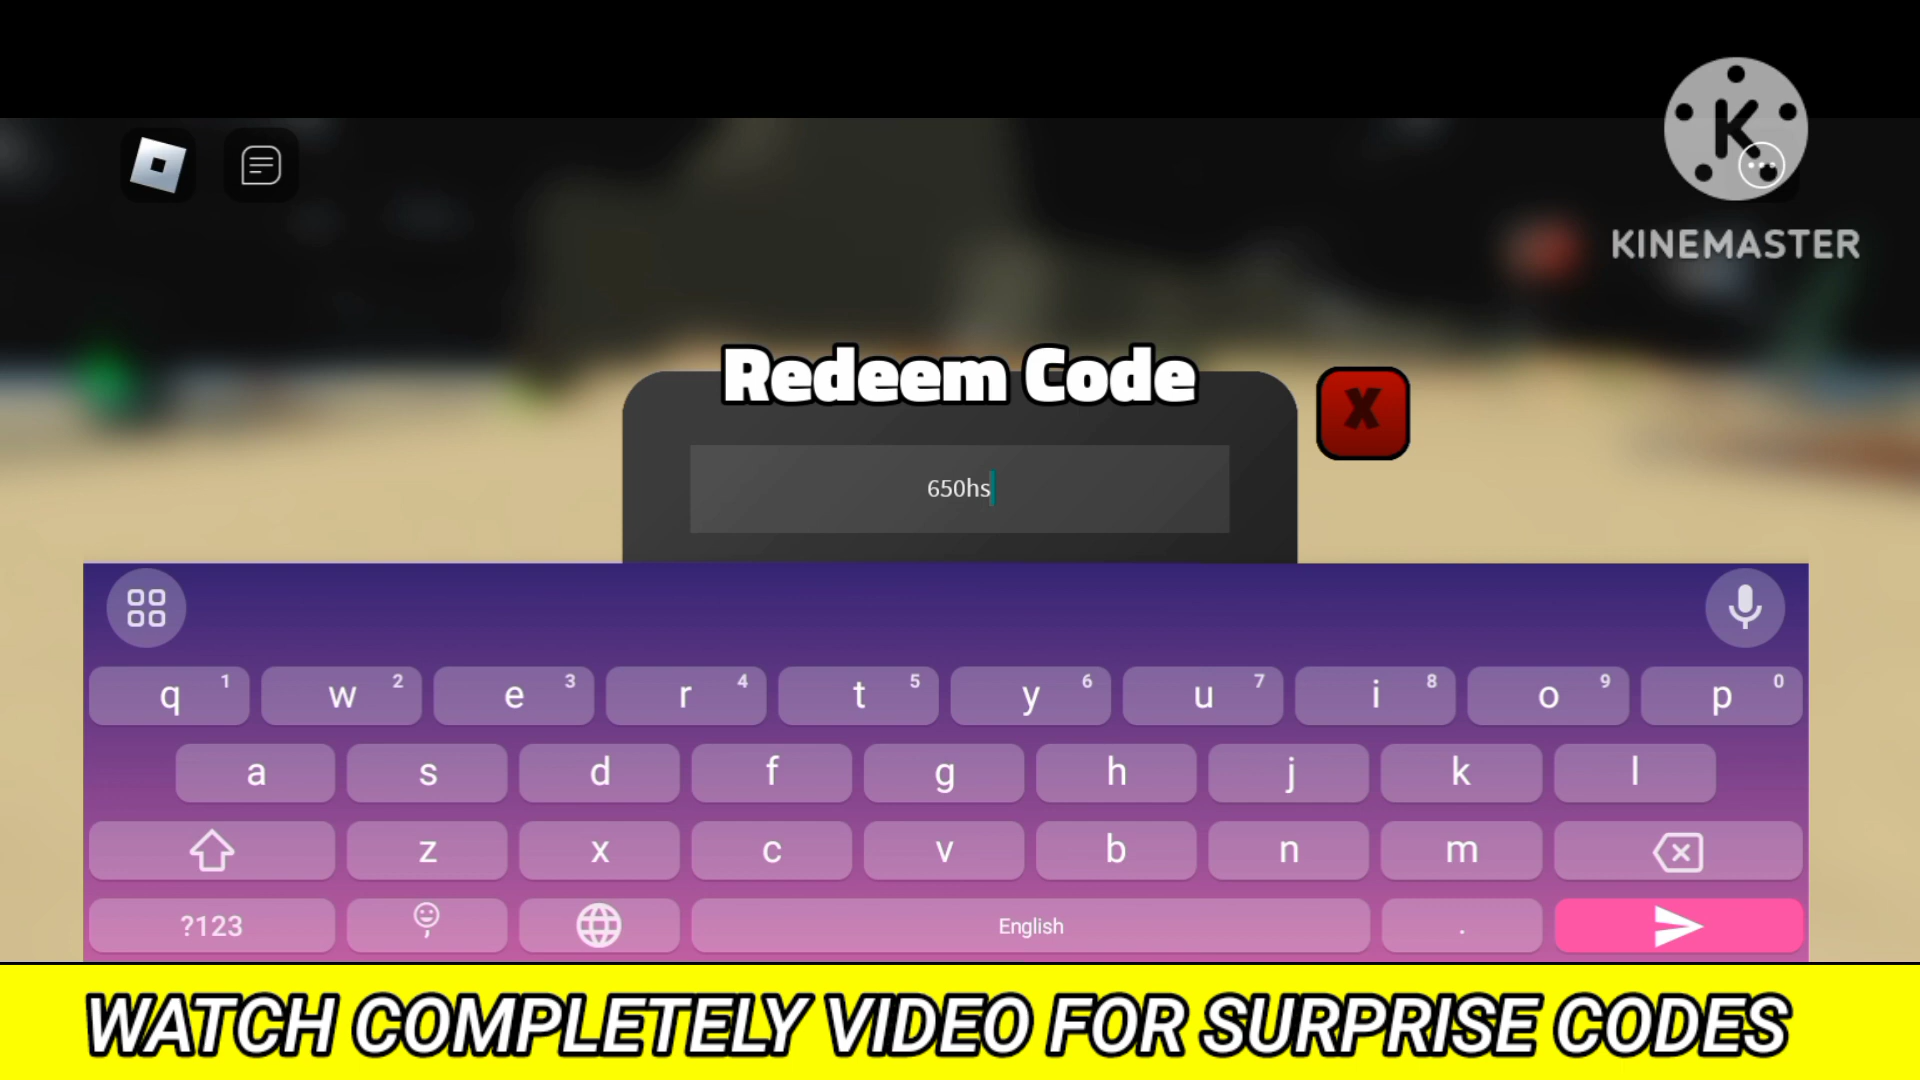 KINEMASTER
Redeem Code
X
650hs
q 1 w 2 e 3 r 4 t 5 y 6 u 7 i 8 o 9 p 0
a s d f g h j k l
z x c v b n m
?123 , English .
WATCH COMPLETELY VIDEO FOR SURPRISE CODES